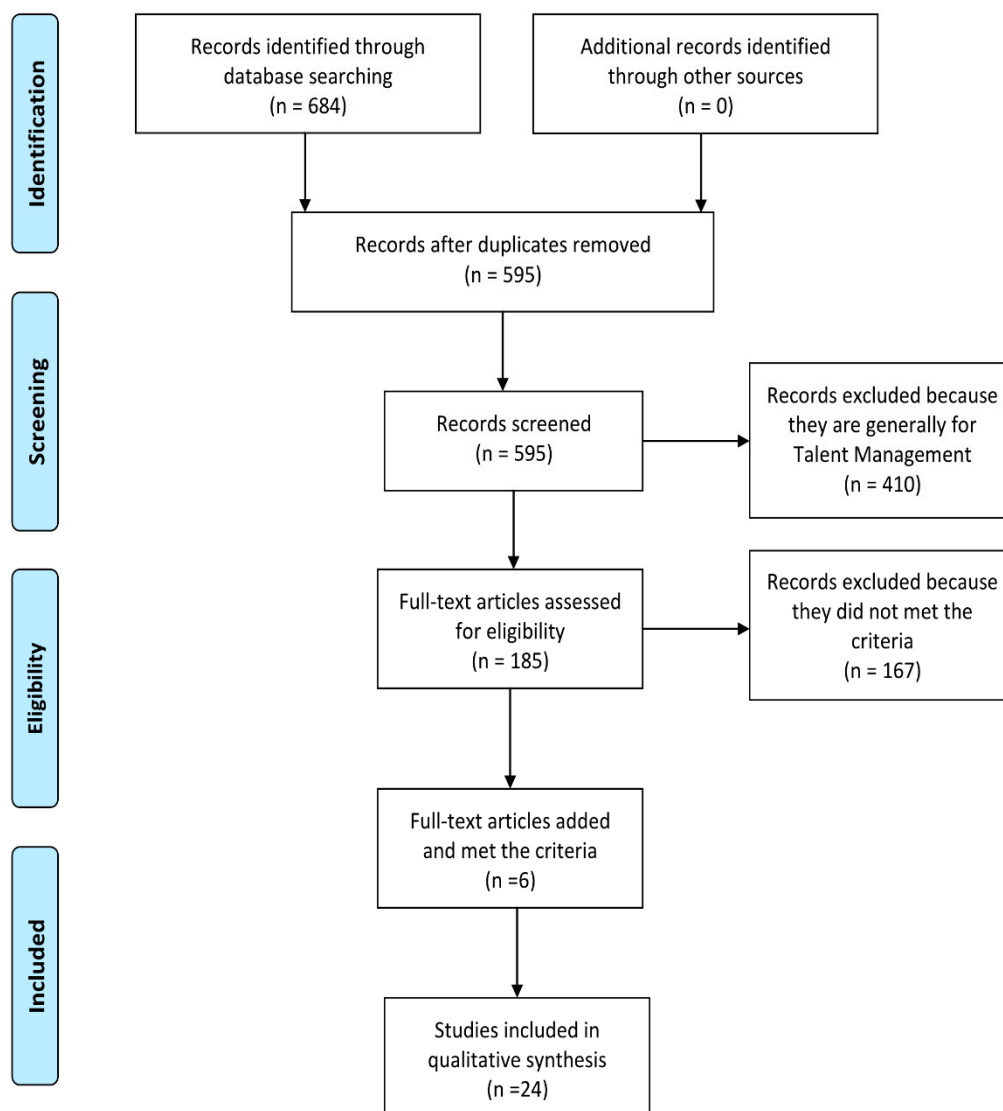 Identification
Records identified through
database searching
(n = 684)
Additional records identified
through other sources
(n = 0)
Records after duplicates removed
(n = 595)
Screening
Records screened
(n = 595)
Records excluded because
they are generally for
Talent Management
(n = 410)
Eligibility
Full-text articles assessed
for eligibility
(n = 185)
Records excluded because
they did not met the
criteria
(n = 167)
Full-text articles added
and met the criteria
(n =6)
Included
Studies included in
qualitative synthesis
(n =24)